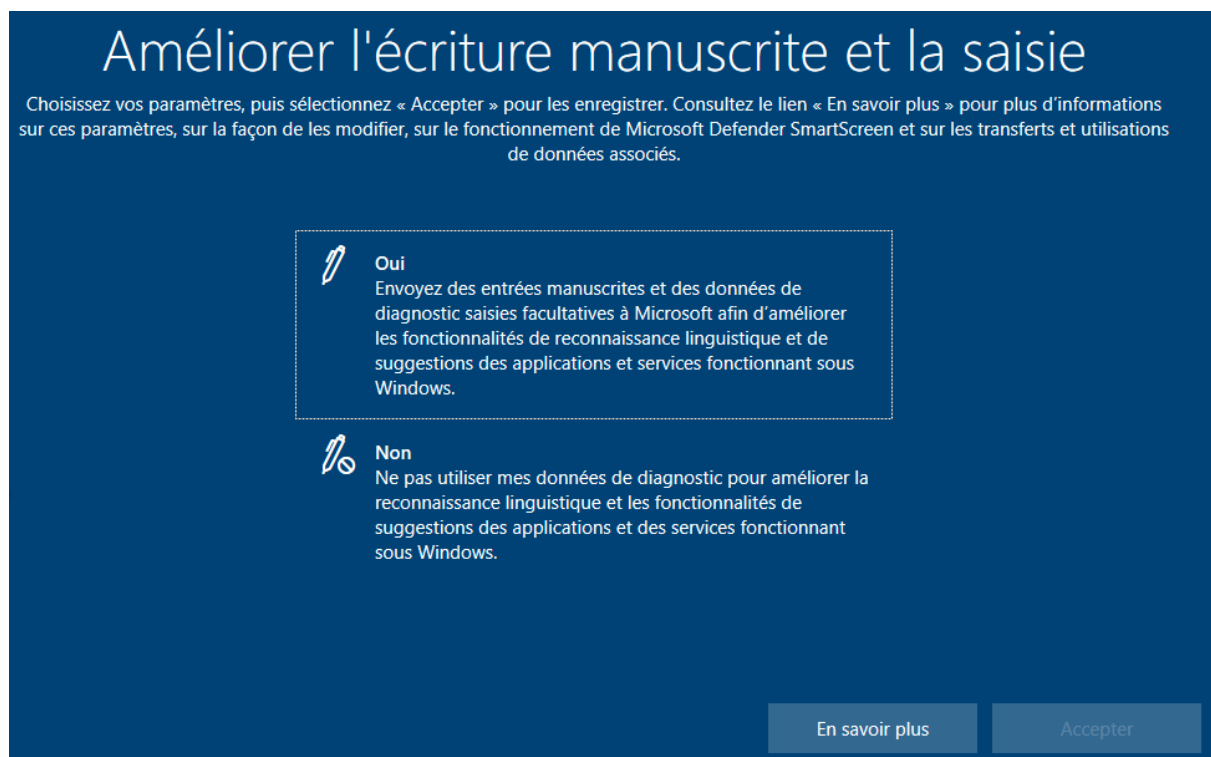 Améliorer l'écriture manuscrite et la saisie
Choisissez vos paramètres, puis sélectionnez « Accepter » pour les enregistrer. Consultez le lien « En savoir plus » pour plus d’informations
sur ces paramètres, sur la façon de les modifier, sur le fonctionnement de Microsoft Defender SmartScreen et sur les transferts et utilisations
de données associés.
Oui
Envoyez des entrées manuscrites et des données de
diagnostic saisies facultatives à Microsoft afin d’améliorer
les fonctionnalités de reconnaissance linguistique et de
suggestions des applications et services fonctionnant sous
Windows.
Non
Ne pas utiliser mes données de diagnostic pour améliorer la
reconnaissance linguistique et les fonctionnalités de
suggestions des applications et des services fonctionnant
sous Windows.
En savoir plus
Accepter